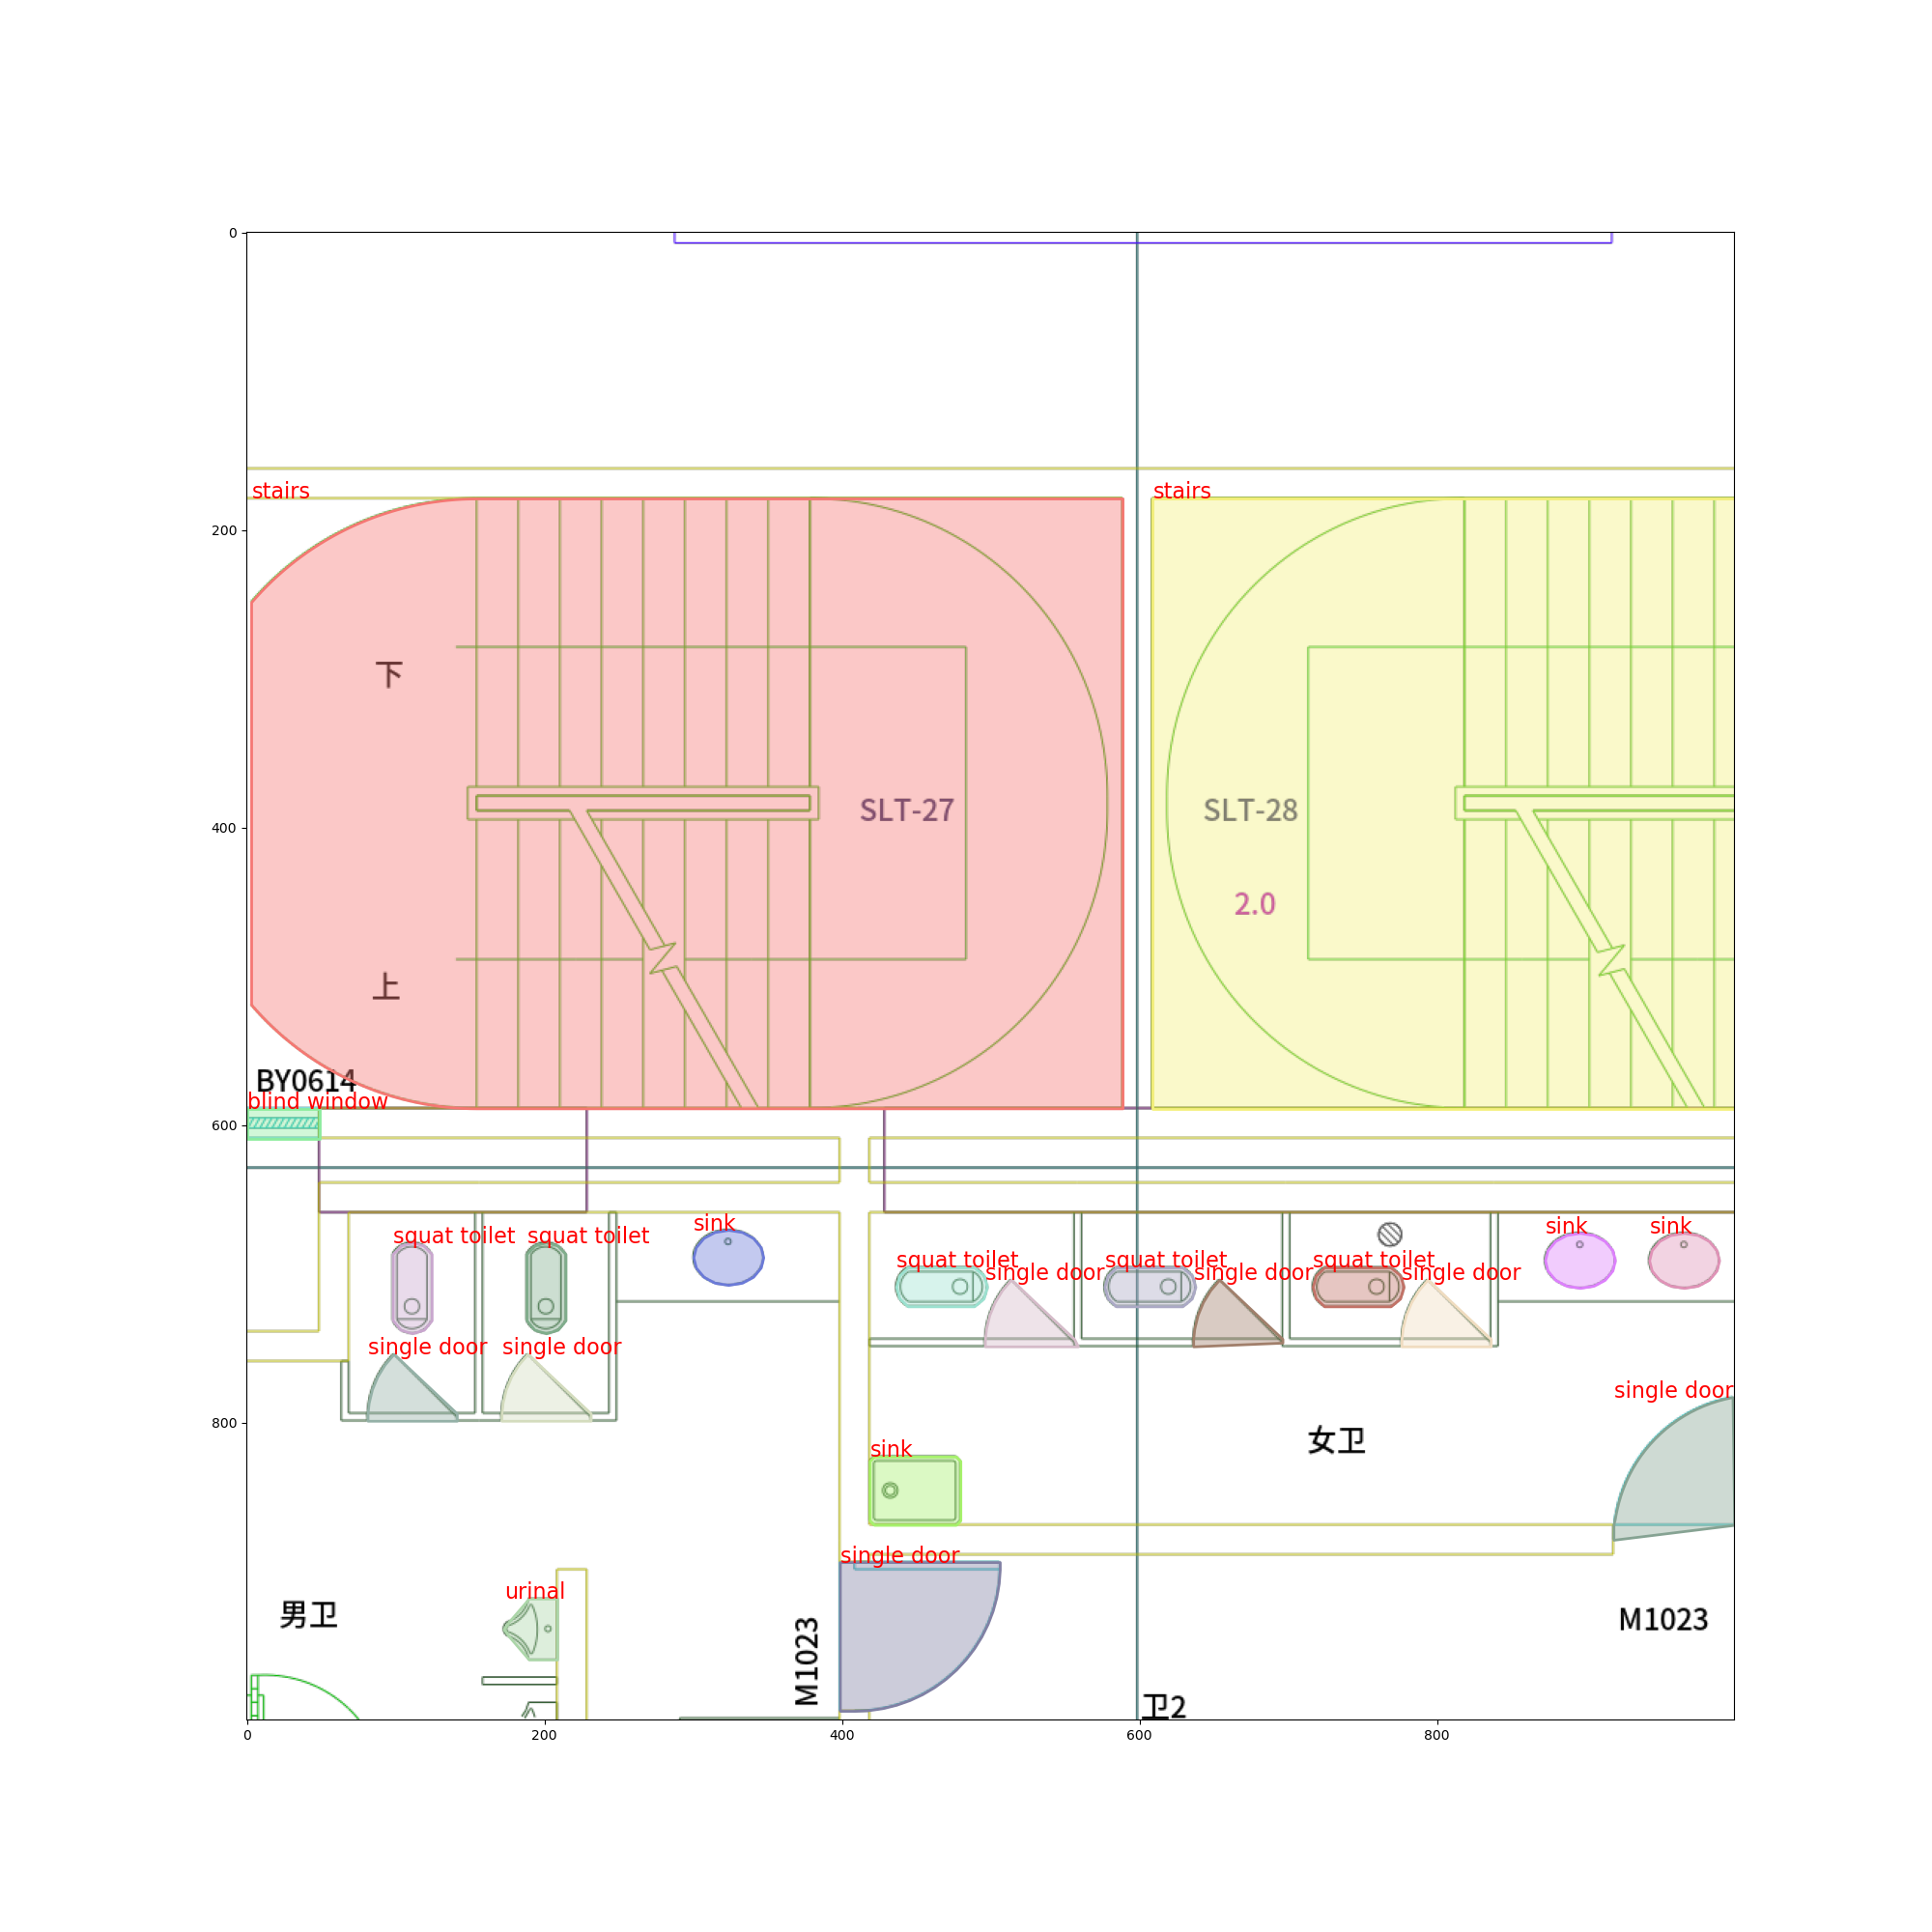 0
stairs
stairs
200
下
400
SLT-27
SLT-28
2.0
上
BY0614
blind window
600
squat toilet
squat toilet
sink
sink
sink
squat toilet
single door
squat toilet
single door
squat toilet
single door
single door
single door
single door
800
女卫
sink
single door
urinal
男卫
M1023
M1023
卫2
0
200
400
600
800